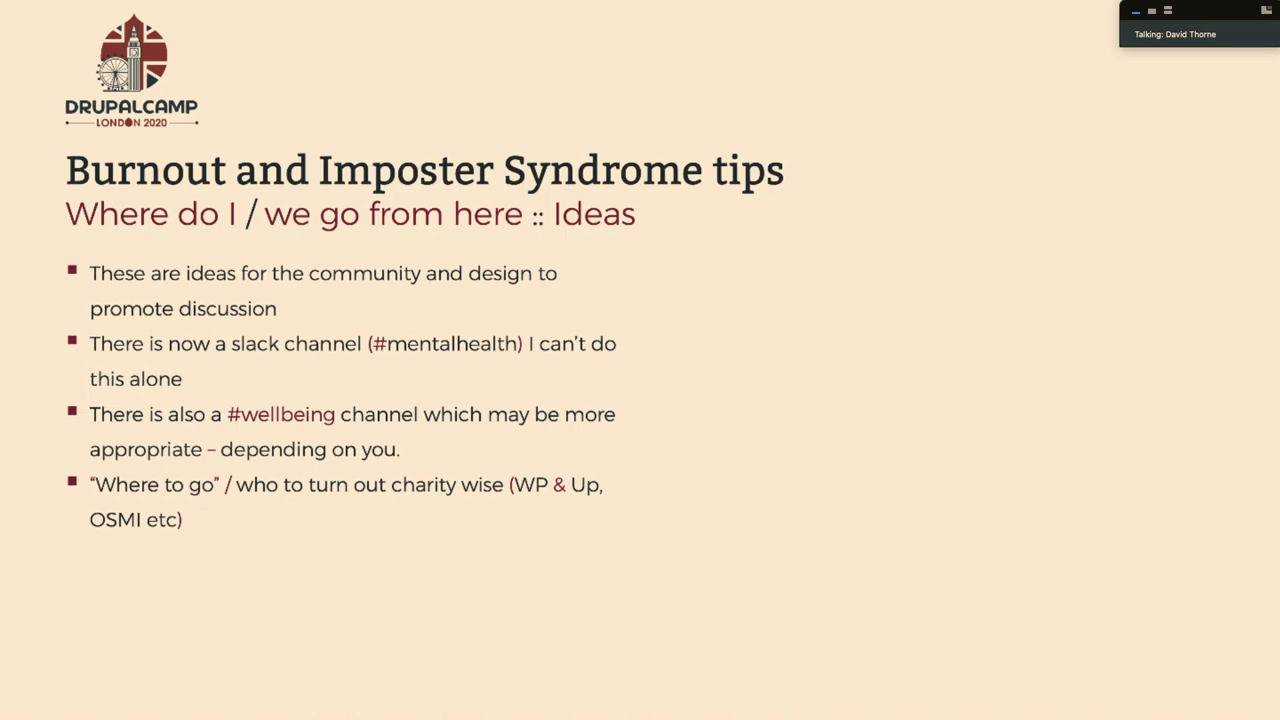 Talking: David Thorne
DRUPALCAMP
LONDON 2020
Burnout and Imposter Syndrome tips
Where do I / we go from here :: Ideas
These are ideas for the community and design to
promote discussion
There is now a slack channel (#mentalhealth) I can't do
this alone
There is also a #wellbeing channel which may be more
appropriate – depending on you.
“Where to go” / who to turn out charity wise (WP & Up,
OSMI etc)